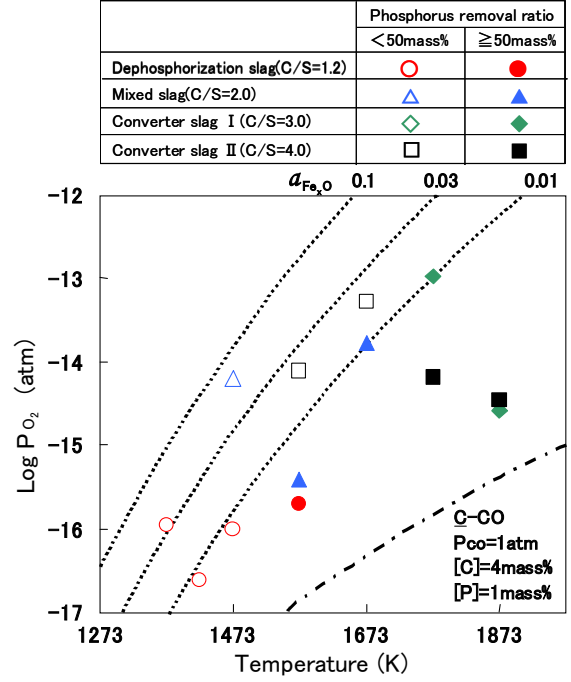 Phosphorus removal ratio
<50mass% ≧50mass%
Dephosphorization slag(C/S=1.2)
Mixed slag(C/S=2.0)
Converter slag Ⅰ(C/S=3.0)
Converter slag Ⅱ(C/S=4.0)
aFexO 0.1 0.03 0.01
-12
-13
-14
-15
-16
-17
Log PO2 (atm)
C-CO
Pco=1atm
[C]=4mass%
[P]=1mass%
1273 1473 1673 1873
Temperature (K)